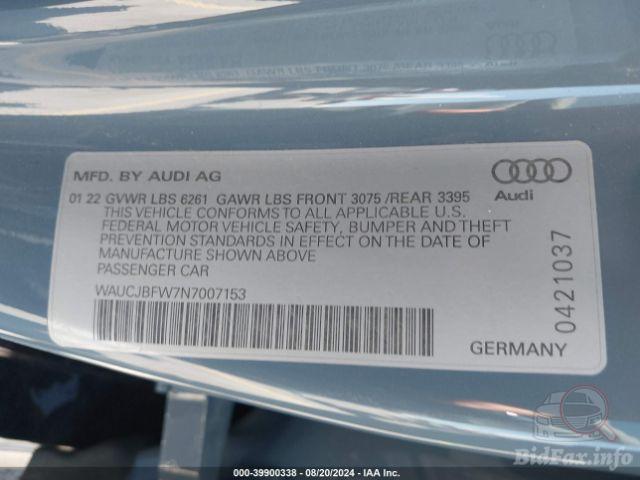 MFD. BY AUDI AG
01 22 GVWR LBS 6261 GAWR LBS FRONT 3075 /REAR 3395
THIS VEHICLE CONFORMS TO ALL APPLICABLE U.S.
FEDERAL MOTOR VEHICLE SAFETY, BUMPER AND THEFT
PREVENTION STANDARDS IN EFFECT ON THE DATE OF
MANUFACTURE SHOWN ABOVE
PASSENGER CAR
WAUCJBFW7N7007153
Audi
0421037
GERMANY
BidFax.info
000-39900338 - 08/20/2024 - IAA Inc.